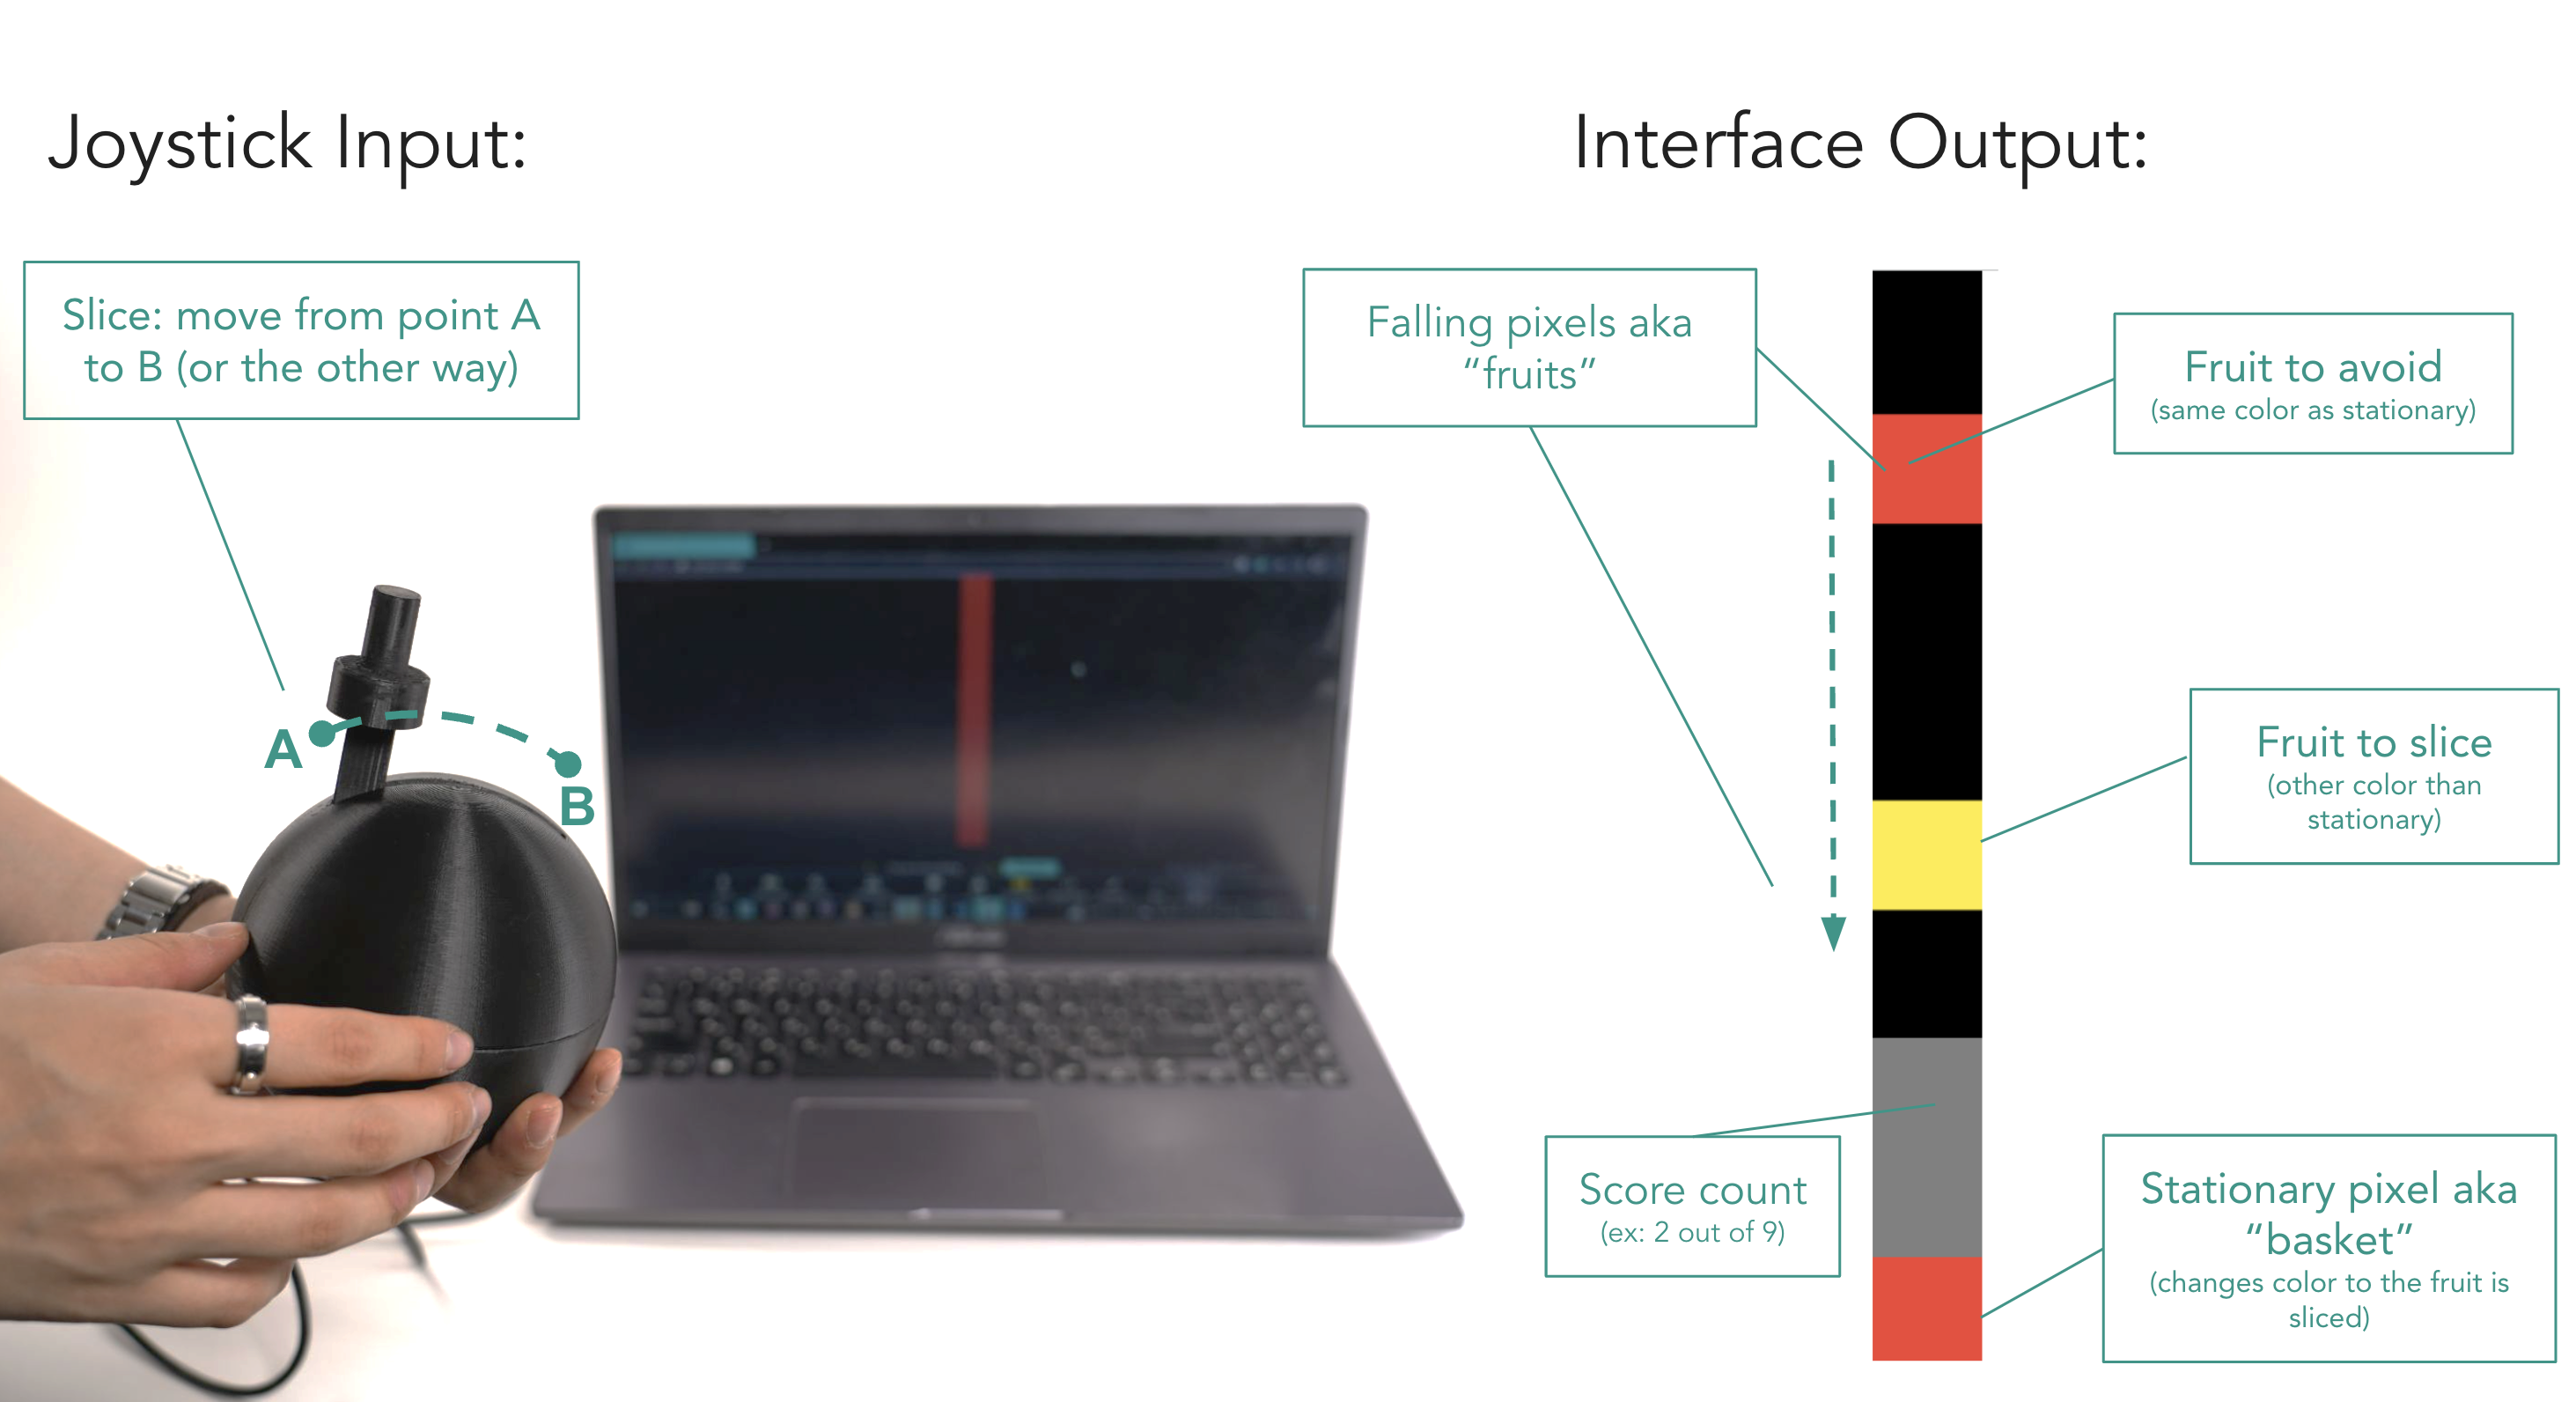 Joystick Input:
Interface Output:
Slice: move from point A
to B (or the other way)
A
B
Falling pixels aka
“fruits”
Fruit to avoid
(same color as stationary)
Fruit to slice
(other color than
stationary)
Score count
(ex: 2 out of 9)
Stationary pixel aka
“basket”
(changes color to the fruit is
sliced)